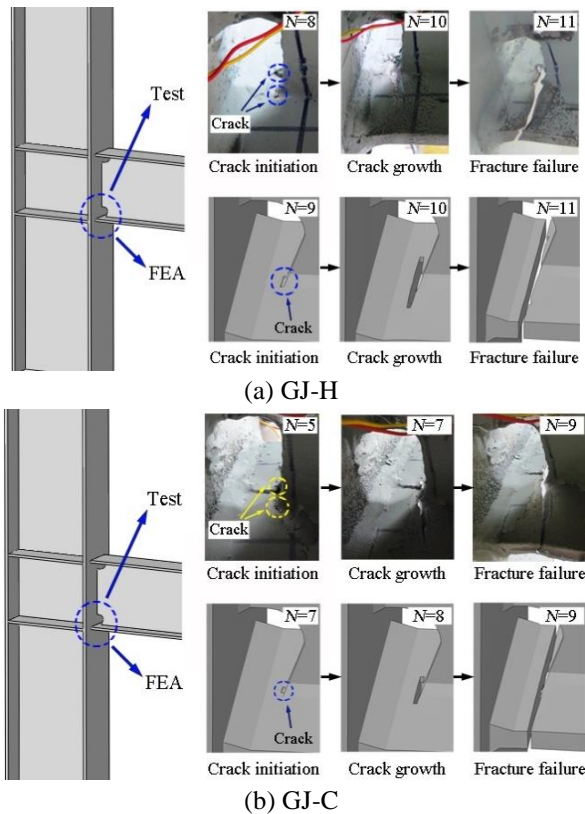 Test
FEA
N=8
N=10
N=11
Crack
Crack initiation
Crack growth
Fracture failure
N=9
N=10
N=11
Crack
Crack initiation
Crack growth
Fracture failure
(a) GJ-H
Test
FEA
N=5
N=7
N=9
Crack
Crack initiation
Crack growth
Fracture failure
N=7
N=8
N=9
Crack
Crack initiation
Crack growth
Fracture failure
(b) GJ-C